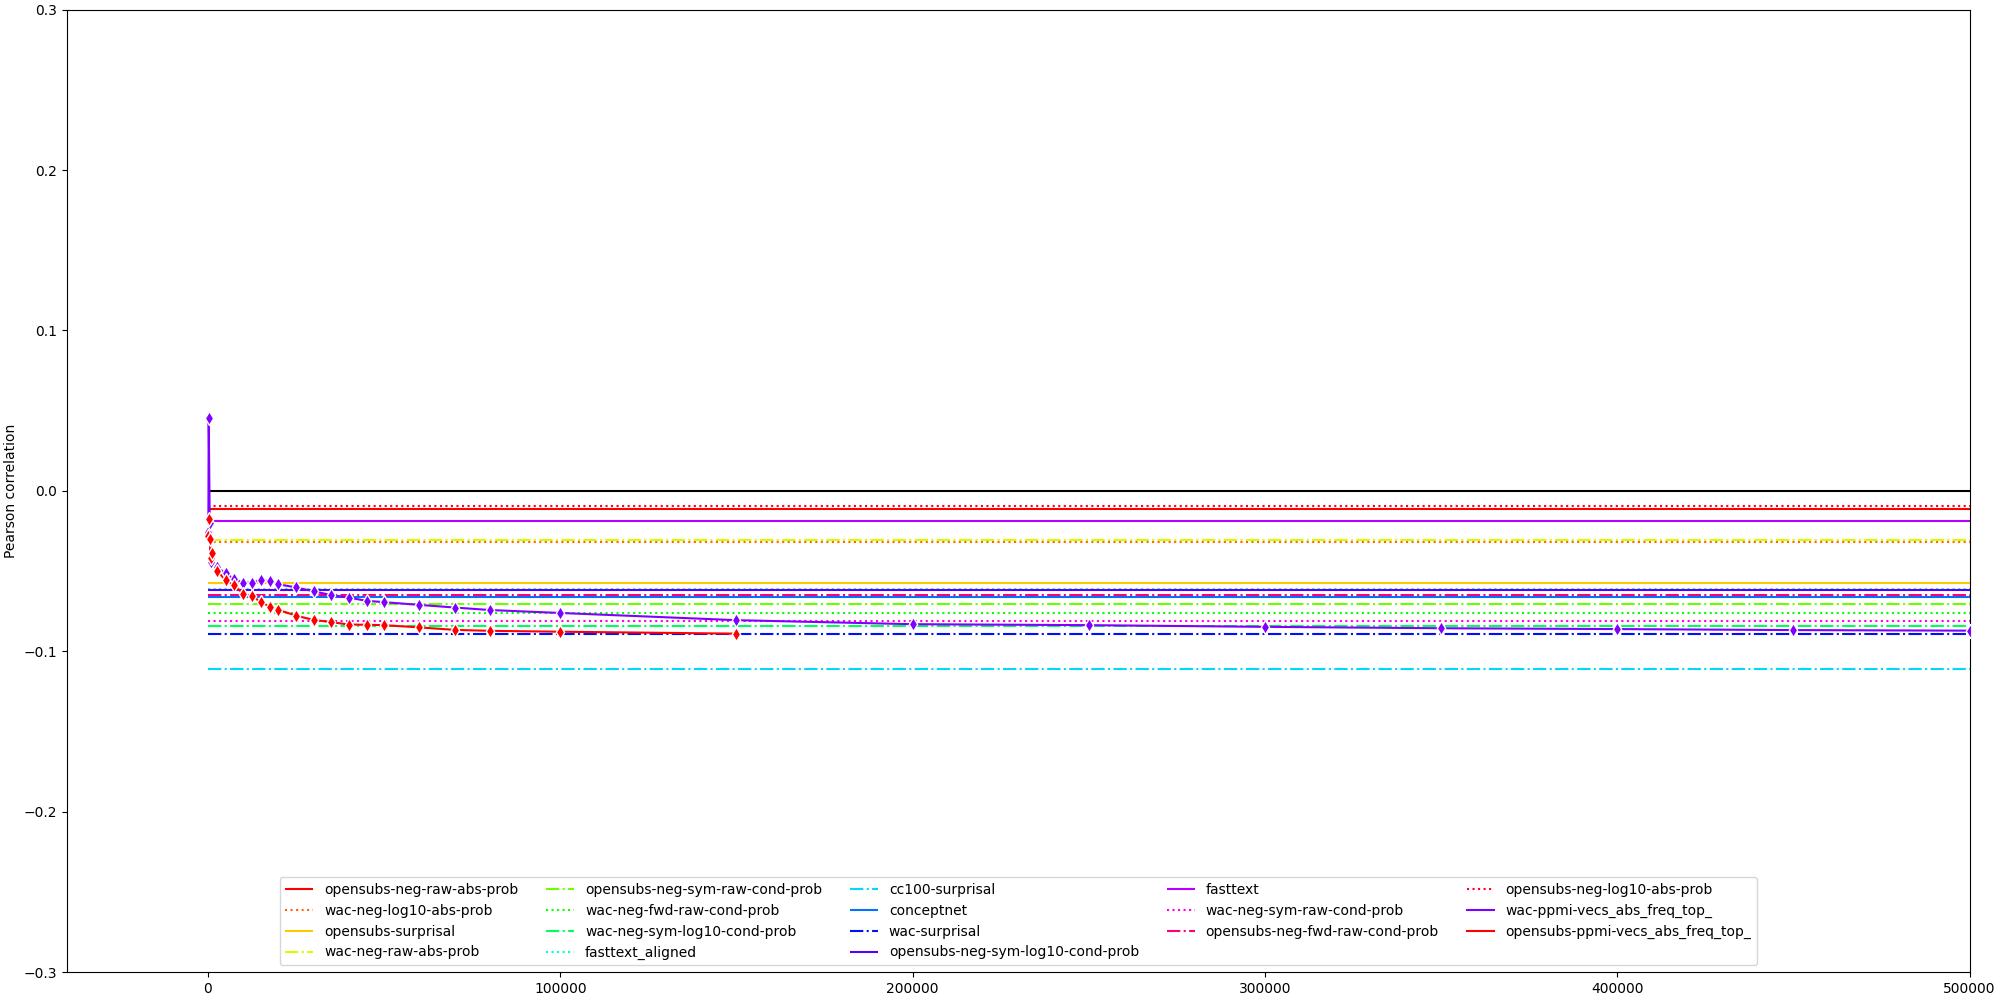 0.3
0.2
0.1
0.0
−0.1
−0.2
−0.3
Pearson correlation
0
100000
200000
300000
400000
500000
opensubs-neg-raw-abs-prob
wac-neg-log10-abs-prob
opensubs-surprisal
wac-neg-raw-abs-prob
opensubs-neg-sym-raw-cond-prob
wac-neg-fwd-raw-cond-prob
wac-neg-sym-log10-cond-prob
fasttext_aligned
cc100-surprisal
conceptnet
wac-surprisal
opensubs-neg-sym-log10-cond-prob
fasttext
wac-neg-sym-raw-cond-prob
opensubs-neg-fwd-raw-cond-prob
opensubs-neg-log10-abs-prob
wac-ppmi-vecs_abs_freq_top_
opensubs-ppmi-vecs_abs_freq_top_